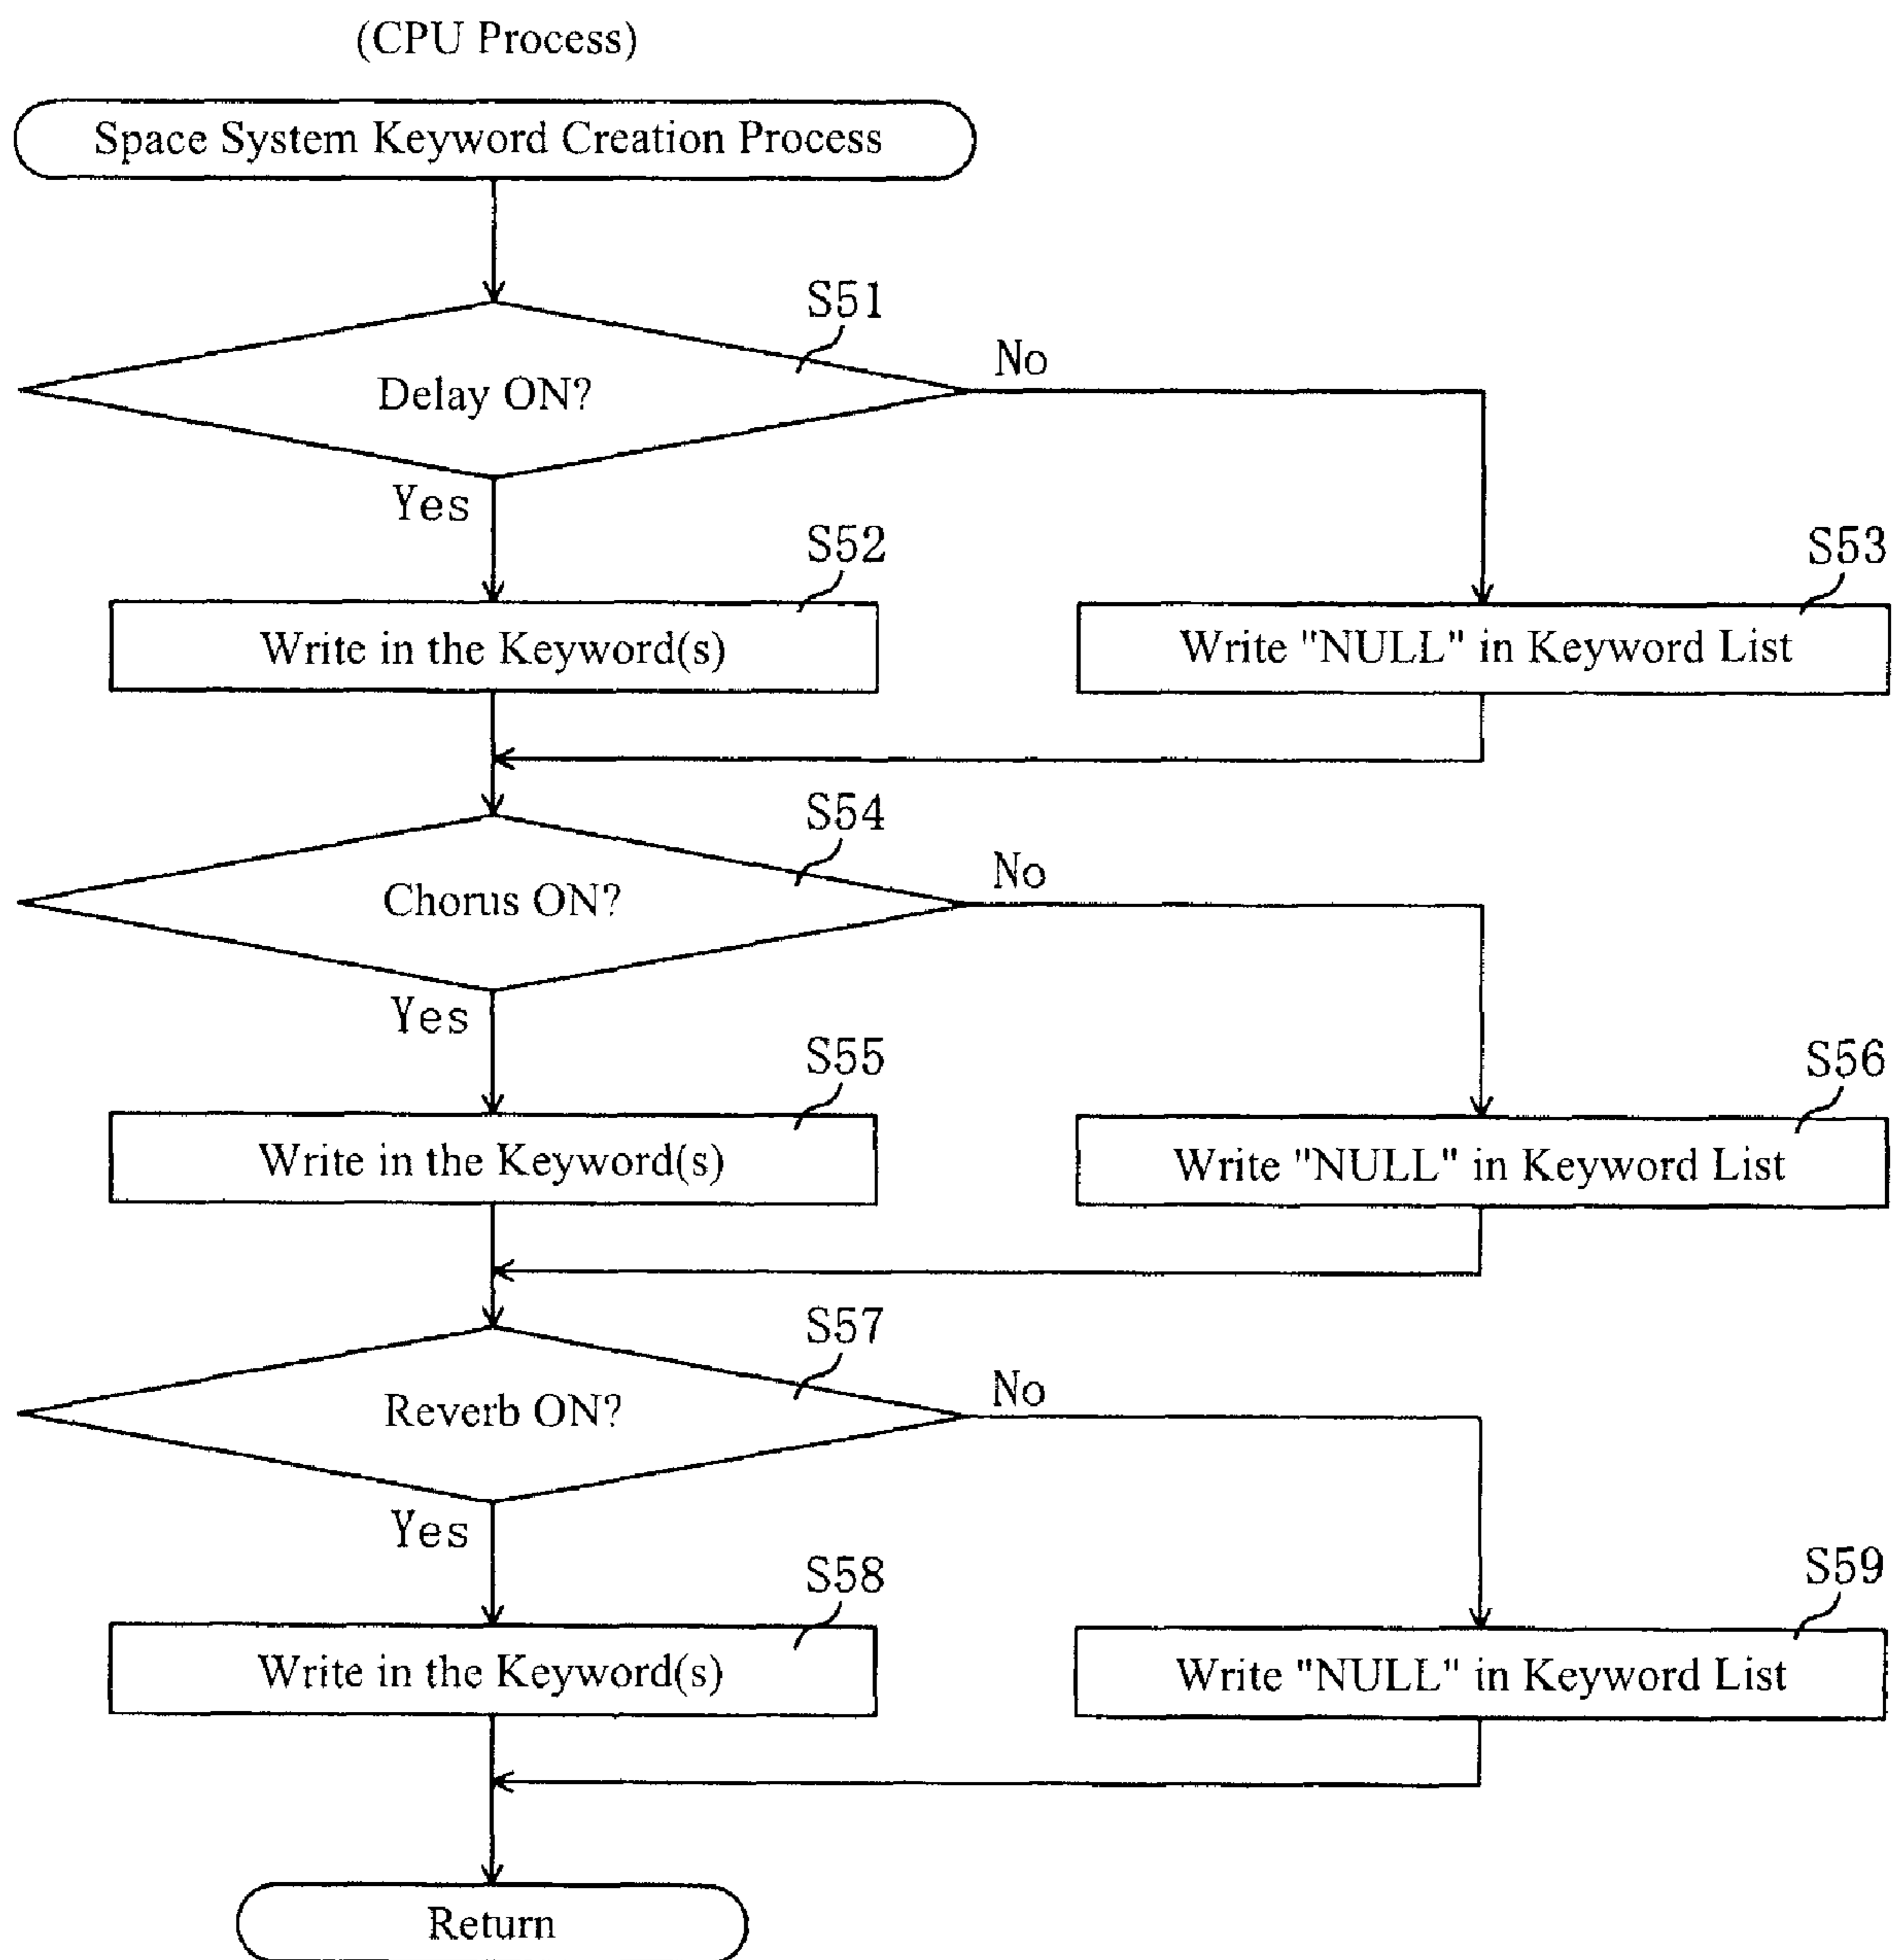 (CPU Process)
Space System Keyword Creation Process
S51
Delay ON?
No
Yes
S52
S53
Write in the Keyword(s)
Write "NULL" in Keyword List
S54
Chorus ON?
No
Yes
S55
S56
Write in the Keyword(s)
Write "NULL" in Keyword List
S57
Reverb ON?
No
Yes
S58
S59
Write in the Keyword(s)
Write "NULL" in Keyword List
Return